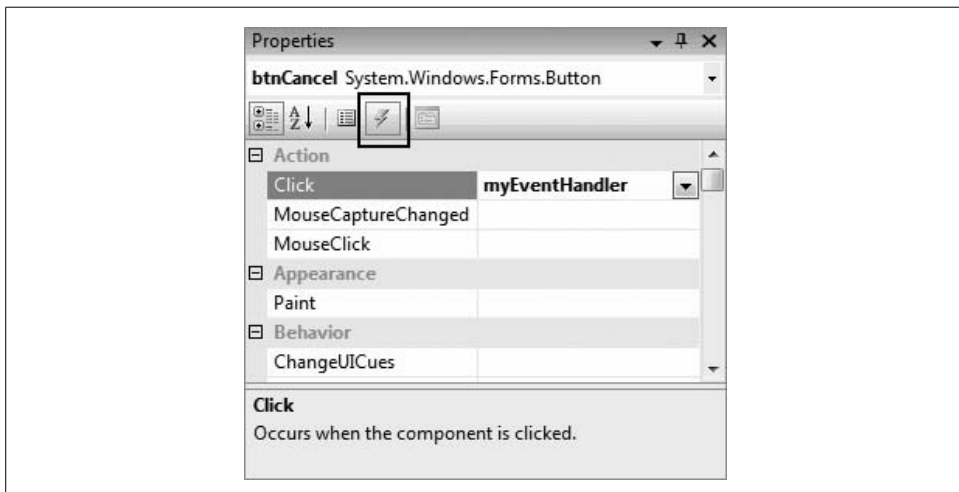 Properties
btnCancel System.Windows.Forms.Button
A
Z
Action
Click myEventHandler
MouseCaptureChanged
MouseClick
Appearance
Paint
Behavior
ChangeUICues
Click
Occurs when the component is clicked.